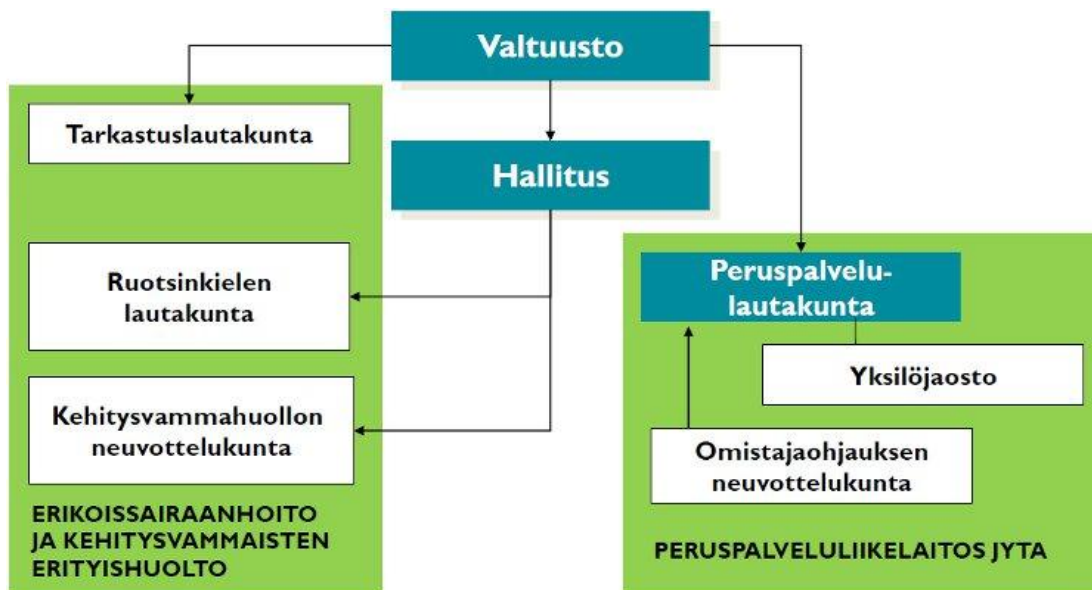 Valtuusto
Tarkastuslautakunta
Hallitus
Ruotsinkielen
lautakunta
Kehitysvammahuollon
neuvottelukunta
ERIKOISSAIRAANHOITO
JA KEHITYSVAMMAISTEN
ERITYISHUOLTO
Peruspalvelu-
lautakunta
Yksilöjaosto
Omistajaohjauksen
neuvottelukunta
PERUSPALVELULIIKELAITOS JYTA